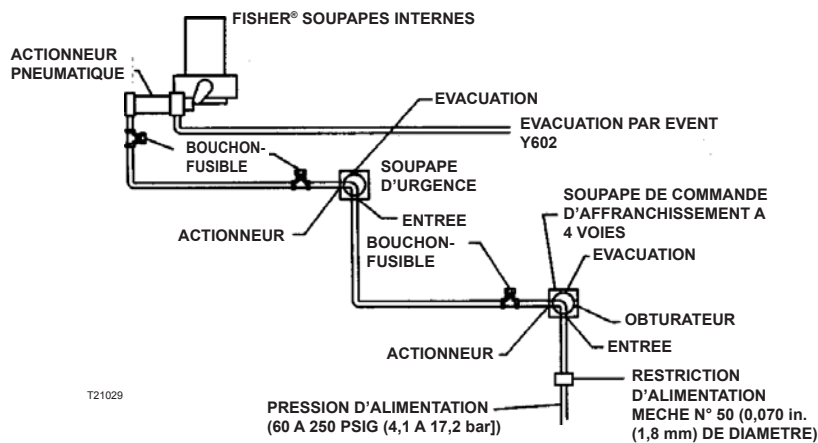 FISHER® SOUPAPES INTERNES
ACTIONNEUR
PNEUMATIQUE
EVACUATION
EVACUATION PAR EVENT
Y602
BOUCHON-
FUSIBLE
SOUPAPE
D'URGENCE
ENTREE
ACTIONNEUR
SOUPAPE DE COMMANDE
D'AFFRANCHISSEMENT A
4 VOIES
BOUCHON-
FUSIBLE
EVACUATION
OBTURATEUR
ENTREE
ACTIONNEUR
RESTRICTION
D'ALIMENTATION
MECHE N° 50 (0,070 in.
(1,8 mm) DE DIAMETRE)
PRESSION D'ALIMENTATION
(60 A 250 PSIG (4,1 A 17,2 bar])
T21029